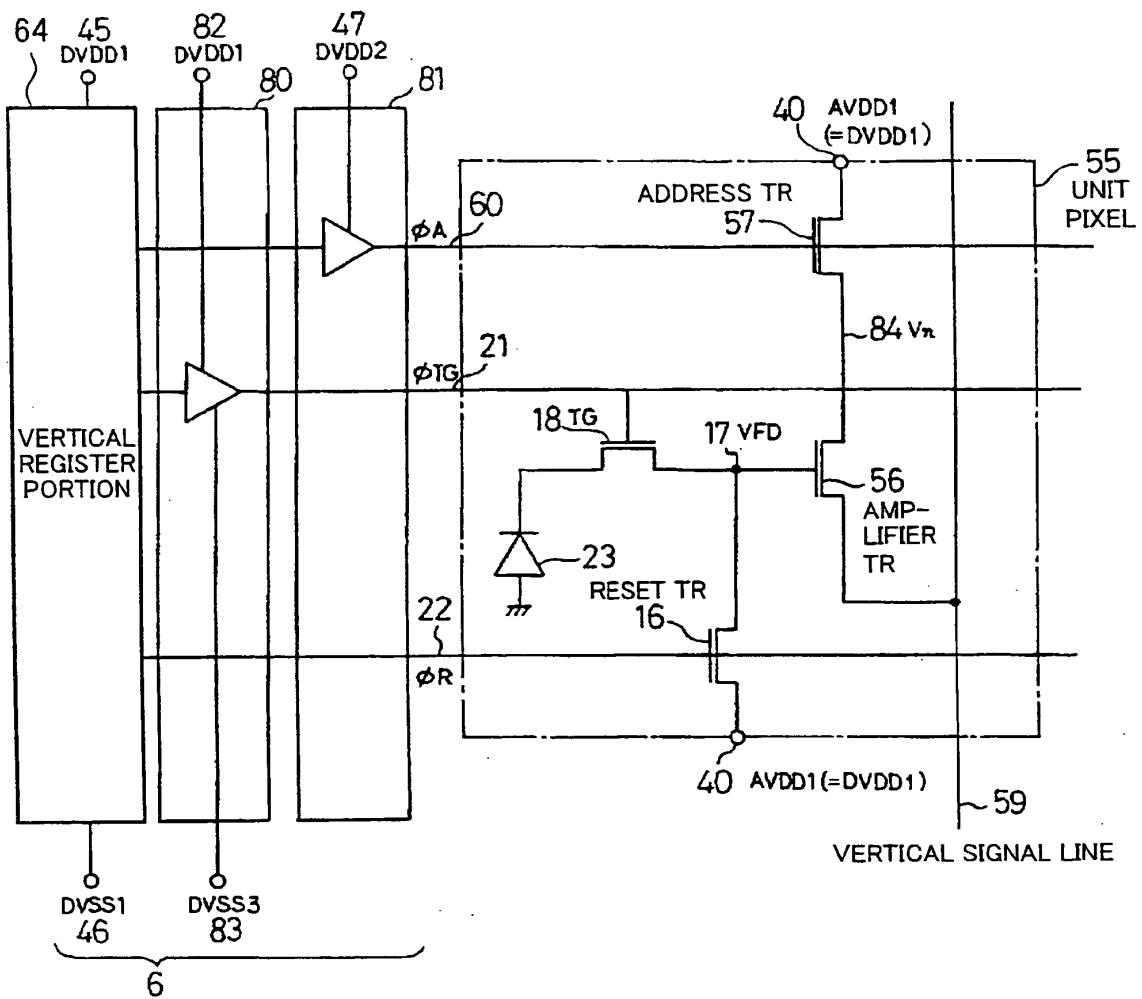 64
45
DVDD1
82
DVDD1
80
47
DVDD2
81
40
AVDD1
(=DVDD1)
55
UNIT
PIXEL
ADDRESS TR
57
φA
60
84 Vn
φTG
21
18 TG
17 VFD
VERTICAL
REGISTER
PORTION
56
AMP-
LIFIER
TR
23
RESET TR
16
22
φR
40
AVDD1 (=DVDD1)
59
VERTICAL SIGNAL LINE
DVSS1
46
DVSS3
83
6